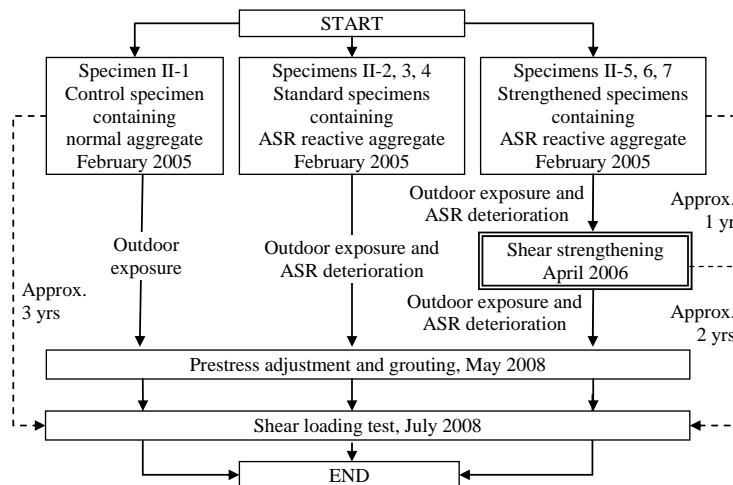 START
Specimen II-1
Control specimen
containing
normal aggregate
February 2005
Specimens II-2, 3, 4
Standard specimens
containing
ASR reactive aggregate
February 2005
Specimens II-5, 6, 7
Strengthened specimens
containing
ASR reactive aggregate
February 2005
Outdoor exposure and
ASR deterioration
Approx.
1 yr
Outdoor
exposure
Outdoor exposure and
ASR deterioration
Shear strengthening
April 2006
Approx.
3 yrs
Outdoor exposure and
ASR deterioration
Approx.
2 yrs
Prestress adjustment and grouting, May 2008
Shear loading test, July 2008
END